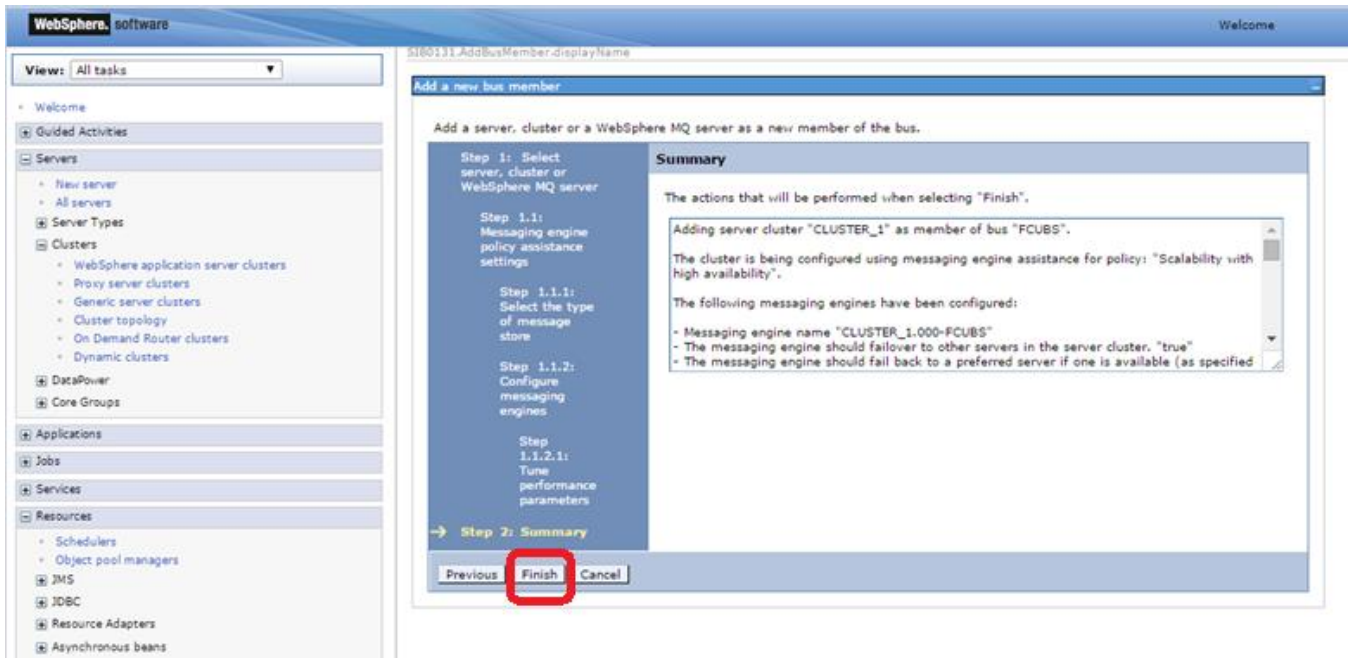 WebSphere. software
Welcome
View: All tasks
Welcome
Guided Activities
Servers
New server
All servers
Server Types
Clusters
WebSphere application server clusters
Proxy server clusters
Generic server clusters
Cluster topology
On Demand Router clusters
Dynamic clusters
DataPower
Core Groups
Applications
Jobs
Services
Resources
Schedulers
Object pool managers
JMS
JDBC
Resource Adapters
Asynchronous beans
SIB0131.AddBusMember.displayName
Add a new bus member
Add a server, cluster or a WebSphere MQ server as a new member of the bus.
Step 1: Select
server, cluster or
WebSphere MQ server
Step 1.1:
Messaging engine
policy assistance
settings
Step 1.1.1:
Select the type
of message
store
Step 1.1.2:
Configure
messaging
engines
Step
1.1.2.1:
Tune
performance
parameters
Step 2: Summary
Summary
The actions that will be performed when selecting "Finish".
Adding server cluster "CLUSTER_1" as member of bus "FCUBS".
The cluster is being configured using messaging engine assistance for policy: "Scalability with
high availability".
The following messaging engines have been configured:
- Messaging engine name "CLUSTER_1.000-FCUBS"
- The messaging engine should failover to other servers in the server cluster. "true"
- The messaging engine should fail back to a preferred server if one is available (as specified
Previous Finish Cancel